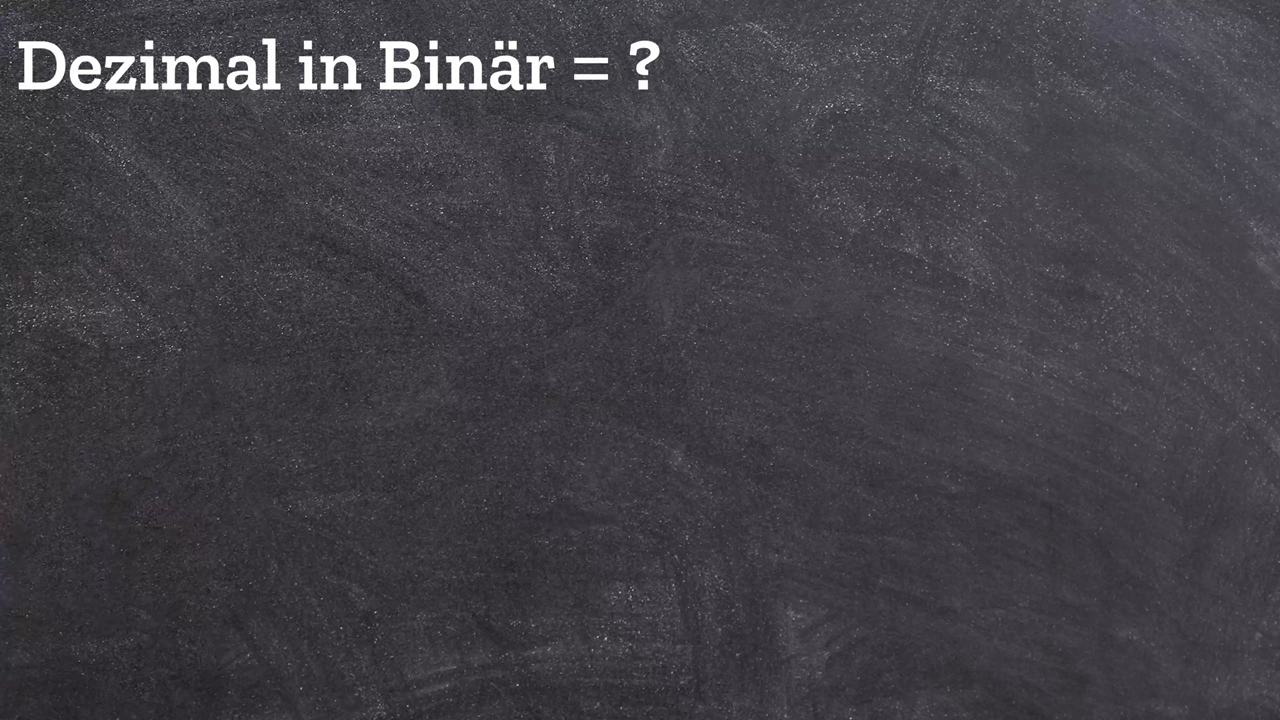 Dezimal in Binär = ?